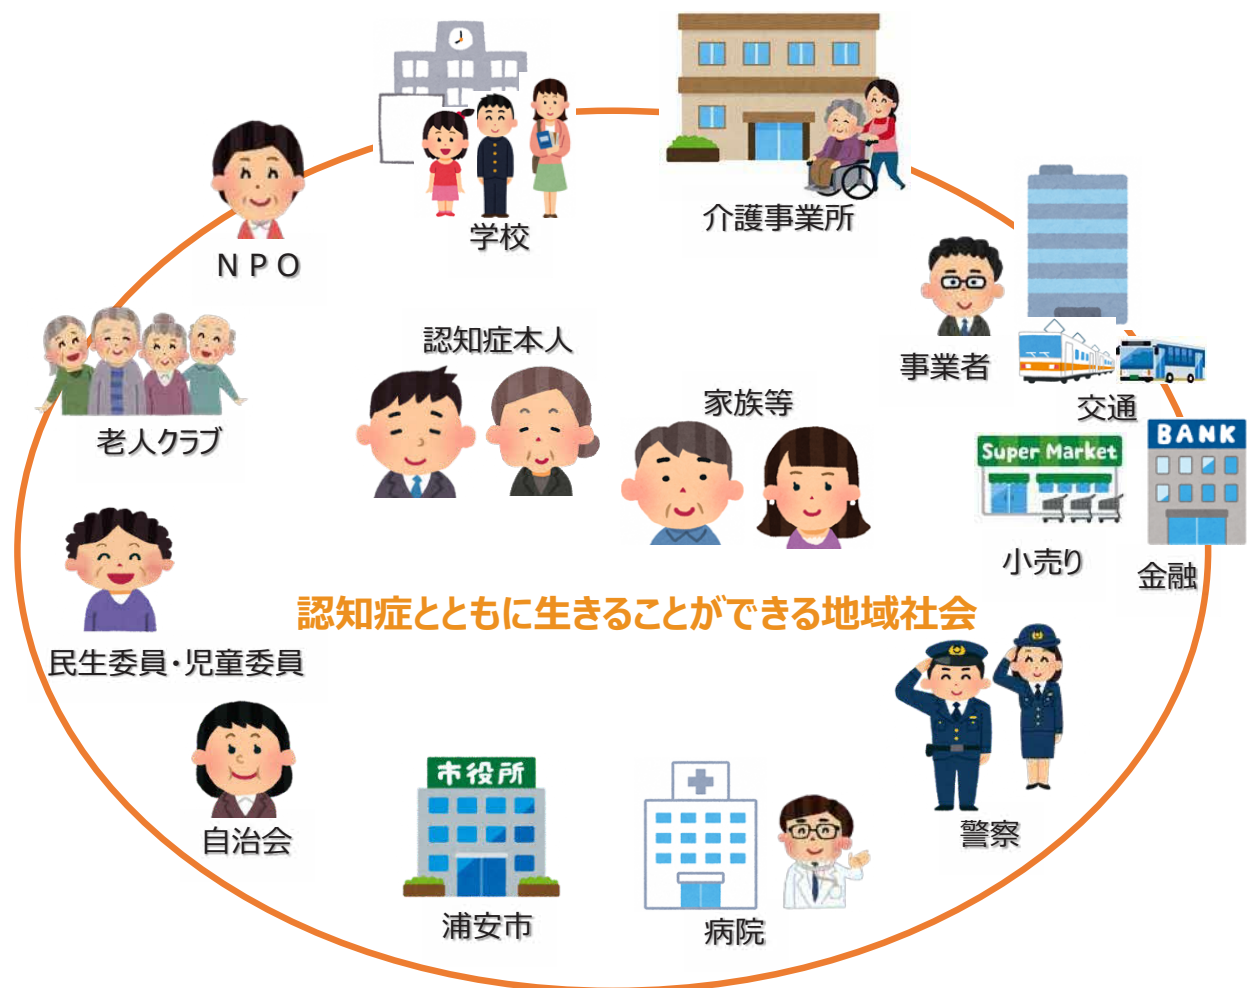 学校
介護事業所
ＮＰＯ
認知症本人
事業者
家族等
交通
老人クラブ
Super Market
BANK
小売り
金融
認知症とともに生きることができる地域社会
民生委員・児童委員
市役所
自治会
警察
浦安市
病院